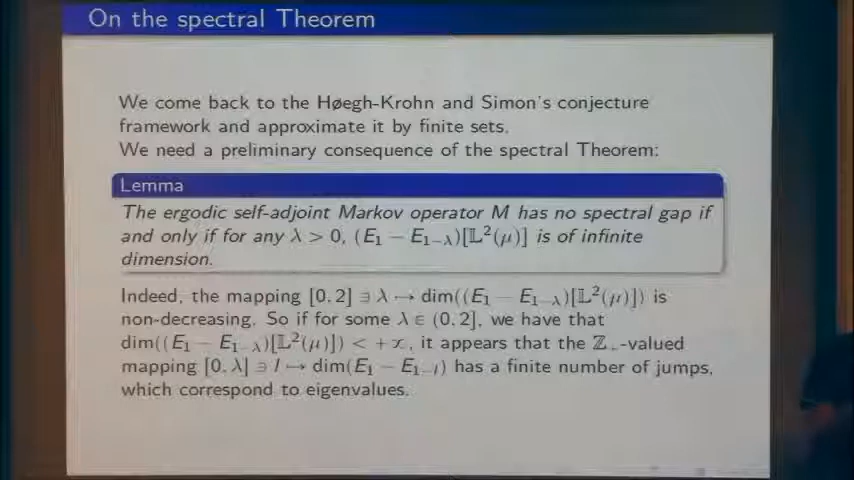 On the spectral Theorem
We come back to the Høegh-Krohn and Simon's conjecture
framework and approximate it by finite sets.
We need a preliminary consequence of the spectral Theorem:
Lemma
The ergodic self-adjoint Markov operator M has no spectral gap if
and only if for any λ > 0, (E₁ − E₁₋λ)[𝕃²(μ)] is of infinite
dimension.
Indeed, the mapping [0, 2] ∋ λ ↦ dim((E₁ − E₁₋λ)[𝕃²(μ)]) is
non-decreasing. So if for some λ ∈ (0, 2], we have that
dim((E₁ − E₁₋λ)[𝕃²(μ)]) < +∞, it appears that the ℤ₊-valued
mapping [0, λ] ∋ l ↦ dim(E₁ − E₁₋l) has a finite number of jumps,
which correspond to eigenvalues.